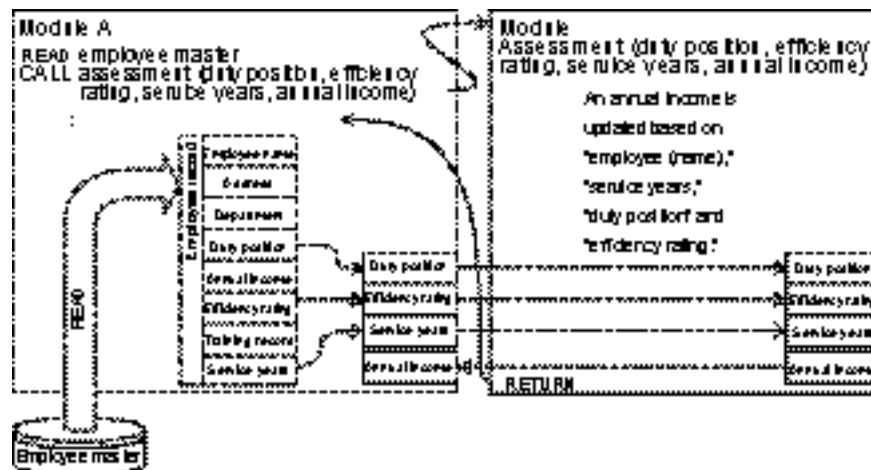 Module A
READ employee master
CALL assessment (duty position, efficiency
rating, service years, annual income)
:
Employee record
Employee name
Business
Department
Duty position
Annual income
Efficiency rating
Training record
Service years
READ
Employee master
Duty position
Efficiency rating
Service years
Annual income
Module
Assessment (duty position, efficiency
rating, service years, annual income)
An annual income is
updated based on
"employee (name),"
"service years,"
"duty position" and
"efficiency rating."
RETURN
Duty position
Efficiency rating
Service years
Annual income